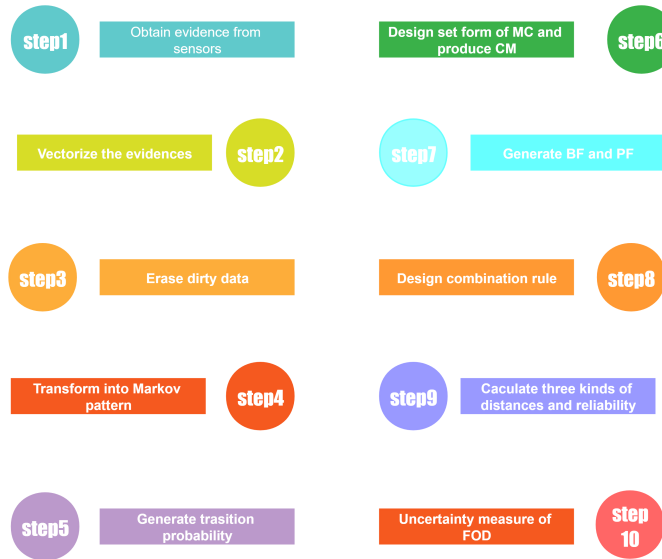 step1
Obtain evidence from
sensors
Vectorize the evidences
step2
step3
Erase dirty data
Transform into Markov
pattern
step4
step5
Generate trasition
probability
Design set form of MC and
produce CM
step6
step7
Generate BF and PF
Design combination rule
step8
step9
Caculate three kinds of
distances and reliability
Uncertainty measure of
FOD
step
10